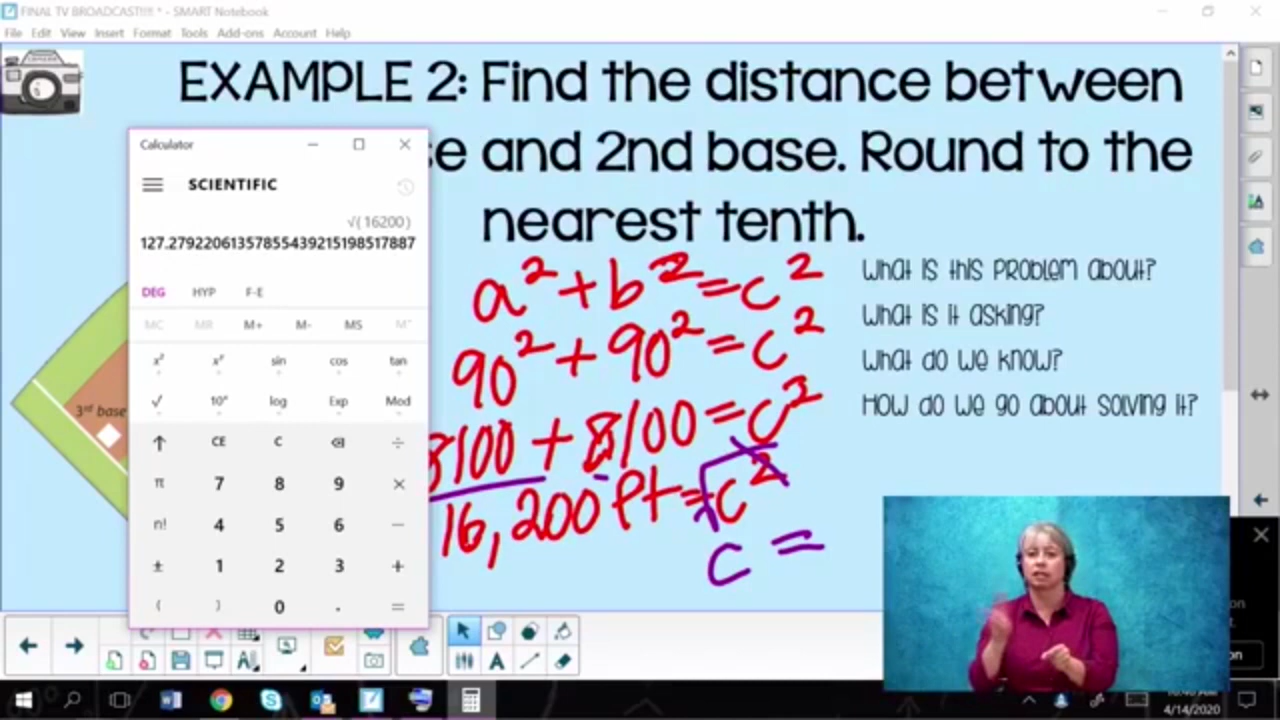 FINAL TV BROADCAST!!! * - SMART Notebook
File Edit View Insert Format Tools Add-ons Account Help
EXAMPLE 2: Find the distance between
se and 2nd base. Round to the
nearest tenth.
Calculator
SCIENTIFIC
√(16200)
DEG HYP F-E
MC MR M+ M- MS
x² xʸ sin cos tan
√ 10ˣ log Exp Mod
↑ CE C ÷
π 7 8 9 ×
n! 4 5 6 −
± 1 2 3 +
( ) 0 . =
3rd base
a² + b² = c²
90² + 90² = c²
8100 + 8100 = c²
16,200 ft = √c²
c =
What is this problem about?
What is it asking?
What do we know?
How do we go about solving it?
on
on
4/14/2020